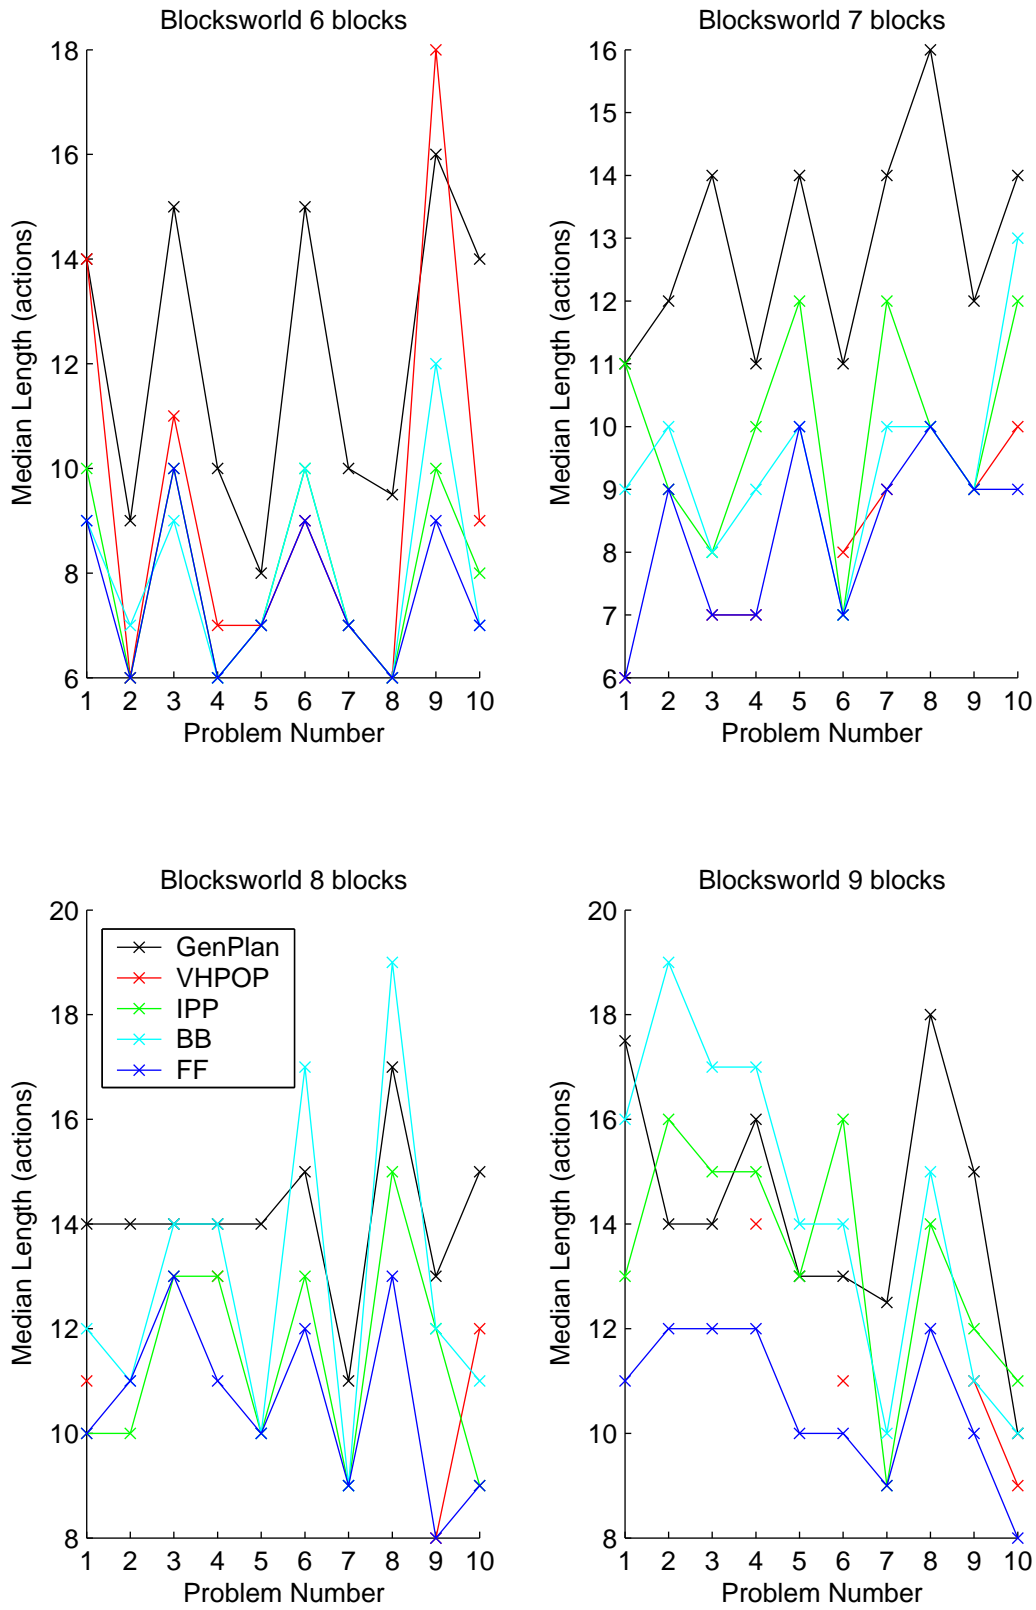 Blocksworld 6 blocks
18
16
14
12
10
8
6
Median Length (actions)
1 2 3 4 5 6 7 8 9 10
Problem Number
Blocksworld 7 blocks
16
15
14
13
12
11
10
9
8
7
6
Median Length (actions)
1 2 3 4 5 6 7 8 9 10
Problem Number
Blocksworld 8 blocks
20
18
16
14
12
10
8
Median Length (actions)
GenPlan
VHPOP
IPP
BB
FF
1 2 3 4 5 6 7 8 9 10
Problem Number
Blocksworld 9 blocks
20
18
16
14
12
10
8
Median Length (actions)
1 2 3 4 5 6 7 8 9 10
Problem Number